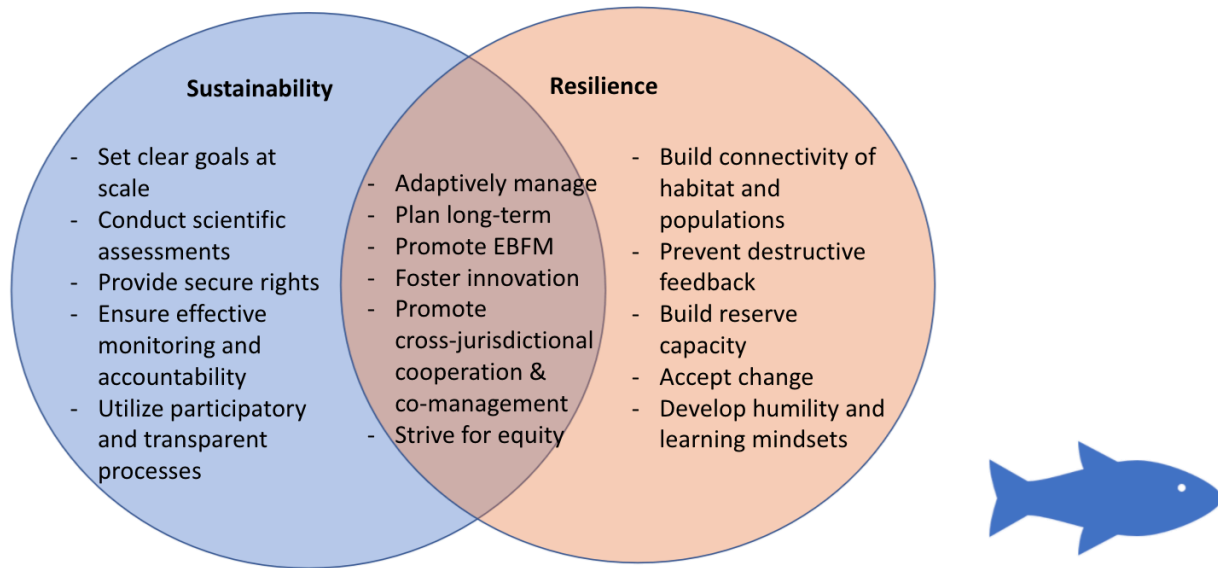 Sustainability
- Set clear goals at
scale
- Conduct scientific
assessments
- Provide secure rights
- Ensure effective
monitoring and
accountability
- Utilize participatory
and transparent
processes
- Adaptively manage
- Plan long-term
- Promote EBFM
- Foster innovation
- Promote
cross-jurisdictional
cooperation &
co-management
- Strive for equity
Resilience
- Build connectivity of
habitat and
populations
- Prevent destructive
feedback
- Build reserve
capacity
- Accept change
- Develop humility and
learning mindsets